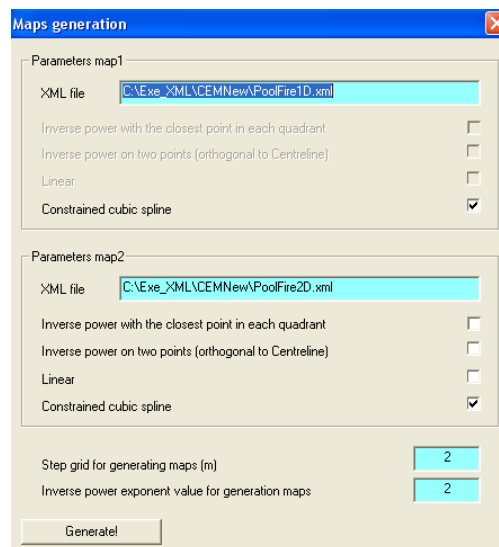 Maps generation
Parameters map1
XML file C:\Exe_XML\CEMNew\PoolFire1D.xml
Inverse power with the closest point in each quadrant
Inverse power on two points (orthogonal to Centreline)
Linear
Constrained cubic spline
Parameters map2
XML file C:\Exe_XML\CEMNew\PoolFire2D.xml
Inverse power with the closest point in each quadrant
Inverse power on two points (orthogonal to Centreline)
Linear
Constrained cubic spline
Step grid for generating maps (m) 2
Inverse power exponent value for generation maps 2
Generate!